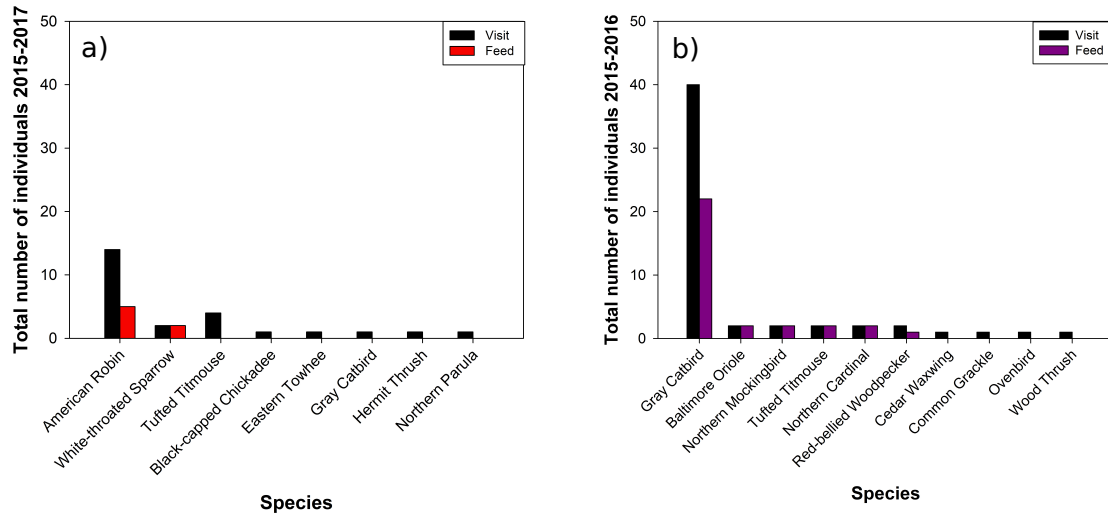 a)
Total number of individuals 2015-2017
50
40
30
20
10
0
Visit
Feed
American Robin
White-throated Sparrow
Tufted Titmouse
Black-capped Chickadee
Eastern Towhee
Gray Catbird
Hermit Thrush
Northern Parula
Species
b)
Total number of individuals 2015-2016
50
40
30
20
10
0
Visit
Feed
Gray Catbird
Baltimore Oriole
Northern Mockingbird
Tufted Titmouse
Northern Cardinal
Red-bellied Woodpecker
Cedar Waxwing
Common Grackle
Ovenbird
Wood Thrush
Species